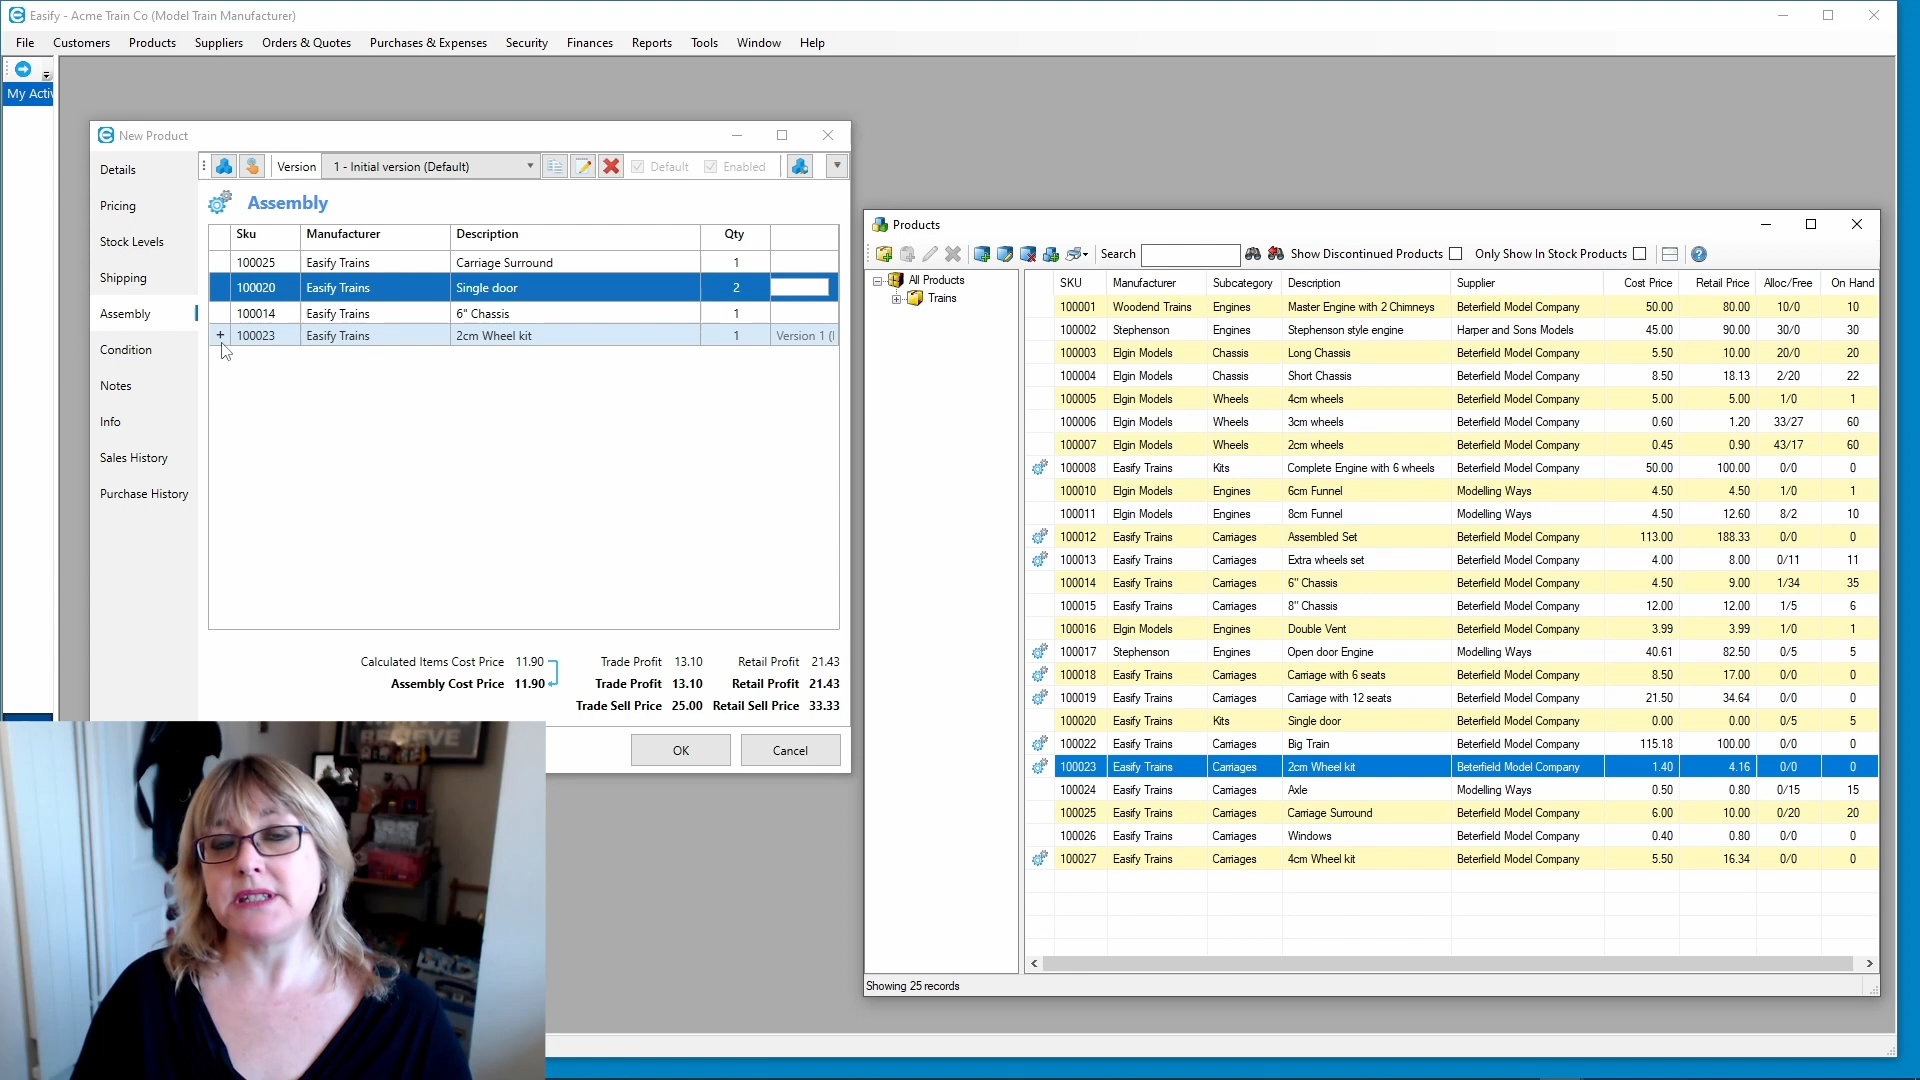 Easify - Acme Train Co (Model Train Manufacturer)
File Customers Products Suppliers Orders & Quotes Purchases & Expenses Security Finances Reports Tools Window Help
My Activ
New Product
Details
Pricing
Stock Levels
Shipping
Assembly
Condition
Notes
Info
Sales History
Purchase History
Version 1 - Initial version (Default) Default Enabled
Assembly
Sku Manufacturer Description Qty
100025 Easify Trains Carriage Surround 1
100020 Easify Trains Single door 2
100014 Easify Trains 6" Chassis 1
+ 100023 Easify Trains 2cm Wheel kit 1 Version 1 (
Calculated Items Cost Price 11.90 Trade Profit 13.10 Retail Profit 21.43
Assembly Cost Price 11.90 Trade Profit 13.10 Retail Profit 21.43
Trade Sell Price 25.00 Retail Sell Price 33.33
OK Cancel
Products
Search Show Discontinued Products Only Show In Stock Products
All Products
Trains
SKU Manufacturer Subcategory Description Supplier Cost Price Retail Price Alloc/Free On Hand
100001 Woodend Trains Engines Master Engine with 2 Chimneys Beterfield Model Company 50.00 80.00 10/0 10
100002 Stephenson Engines Stephenson style engine Harper and Sons Models 45.00 90.00 30/0 30
100003 Elgin Models Chassis Long Chassis Beterfield Model Company 5.50 10.00 20/0 20
100004 Elgin Models Chassis Short Chassis Beterfield Model Company 8.50 18.13 2/20 22
100005 Elgin Models Wheels 4cm wheels Beterfield Model Company 5.00 5.00 1/0 1
100006 Elgin Models Wheels 3cm wheels Beterfield Model Company 0.60 1.20 33/27 60
100007 Elgin Models Wheels 2cm wheels Beterfield Model Company 0.45 0.90 43/17 60
100008 Easify Trains Kits Complete Engine with 6 wheels Beterfield Model Company 50.00 100.00 0/0 0
100010 Elgin Models Engines 6cm Funnel Modelling Ways 4.50 4.50 1/0 1
100011 Elgin Models Engines 8cm Funnel Modelling Ways 4.50 12.60 8/2 10
100012 Easify Trains Carriages Assembled Set Beterfield Model Company 113.00 188.33 0/0 0
100013 Easify Trains Carriages Extra wheels set Beterfield Model Company 4.00 8.00 0/11 11
100014 Easify Trains Carriages 6" Chassis Beterfield Model Company 4.50 9.00 1/34 35
100015 Easify Trains Carriages 8" Chassis Beterfield Model Company 12.00 12.00 1/5 6
100016 Elgin Models Engines Double Vent Beterfield Model Company 3.99 3.99 1/0 1
100017 Stephenson Engines Open door Engine Modelling Ways 40.61 82.50 0/5 5
100018 Easify Trains Carriages Carriage with 6 seats Beterfield Model Company 8.50 17.00 0/0 0
100019 Easify Trains Carriages Carriage with 12 seats Beterfield Model Company 21.50 34.64 0/0 0
100020 Easify Trains Kits Single door Beterfield Model Company 0.00 0.00 0/5 5
100022 Easify Trains Carriages Big Train Beterfield Model Company 115.18 100.00 0/0 0
100023 Easify Trains Carriages 2cm Wheel kit Beterfield Model Company 1.40 4.16 0/0 0
100024 Easify Trains Carriages Axle Modelling Ways 0.50 0.80 0/15 15
100025 Easify Trains Carriages Carriage Surround Beterfield Model Company 6.00 10.00 0/20 20
100026 Easify Trains Carriages Windows Beterfield Model Company 0.40 0.80 0/0 0
100027 Easify Trains Carriages 4cm Wheel kit Beterfield Model Company 5.50 16.34 0/0 0
Showing 25 records